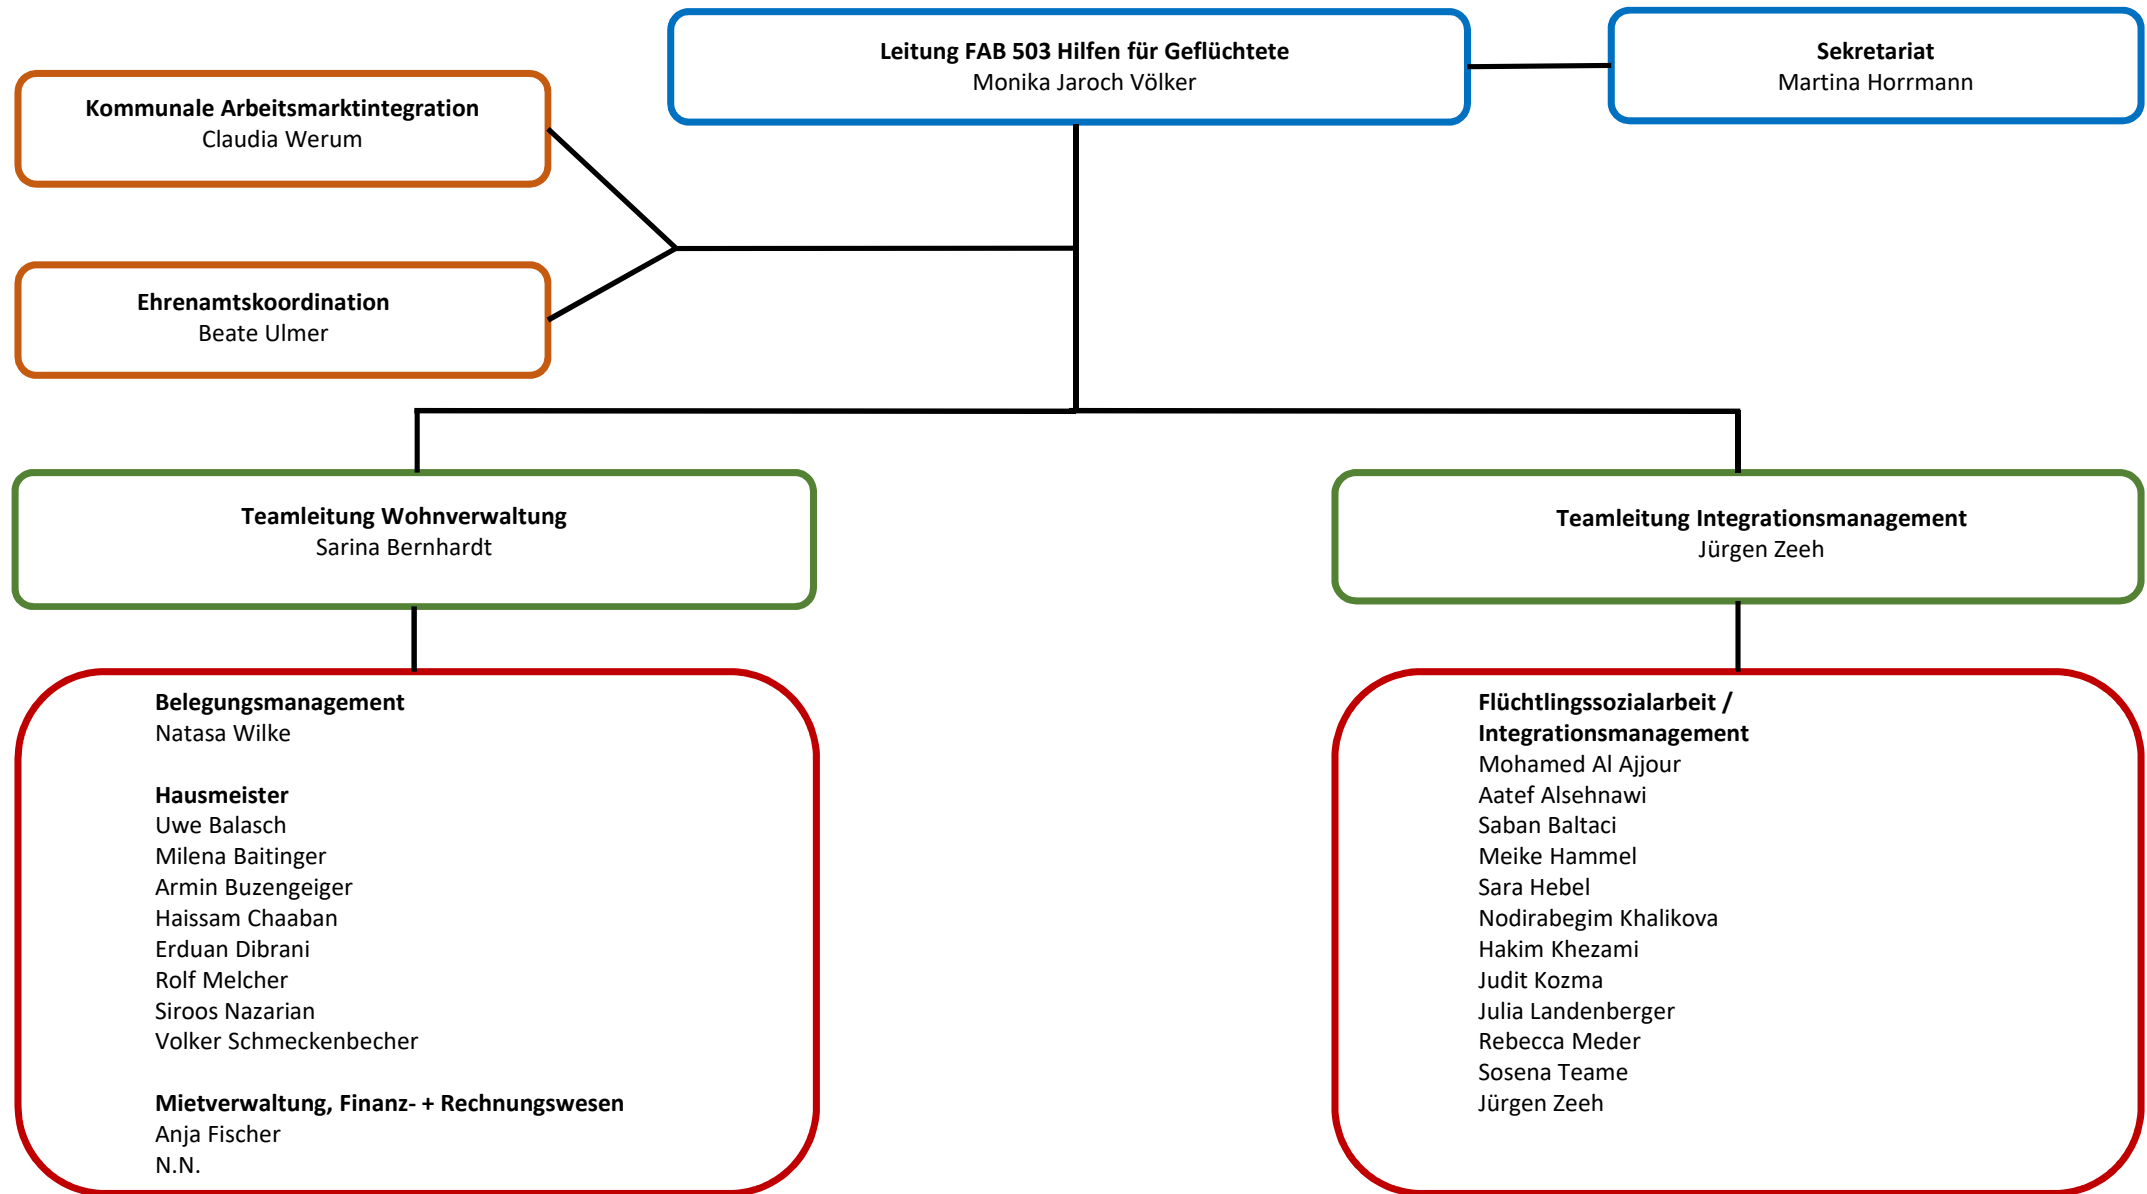 Leitung FAB 503 Hilfen für Geflüchtete
Monika Jaroch Völker
Sekretariat
Martina Horrmann
Kommunale Arbeitsmarktintegration
Claudia Werum
Ehrenamtskoordination
Beate Ulmer
Teamleitung Wohnverwaltung
Sarina Bernhardt
Teamleitung Integrationsmanagement
Jürgen Zeeh
Belegungsmanagement
Natasa Wilke
Hausmeister
Uwe Balasch
Milena Baitinger
Armin Buzengeiger
Haissam Chaaban
Erduan Dibrani
Rolf Melcher
Siroos Nazarian
Volker Schmeckenbecher
Mietverwaltung, Finanz- + Rechnungswesen
Anja Fischer
N.N.
Flüchtlingssozialarbeit /
Integrationsmanagement
Mohamed Al Ajjour
Aatef Alsehnawi
Saban Baltaci
Meike Hammel
Sara Hebel
Nodirabegim Khalikova
Hakim Khezami
Judit Kozma
Julia Landenberger
Rebecca Meder
Sosena Teame
Jürgen Zeeh